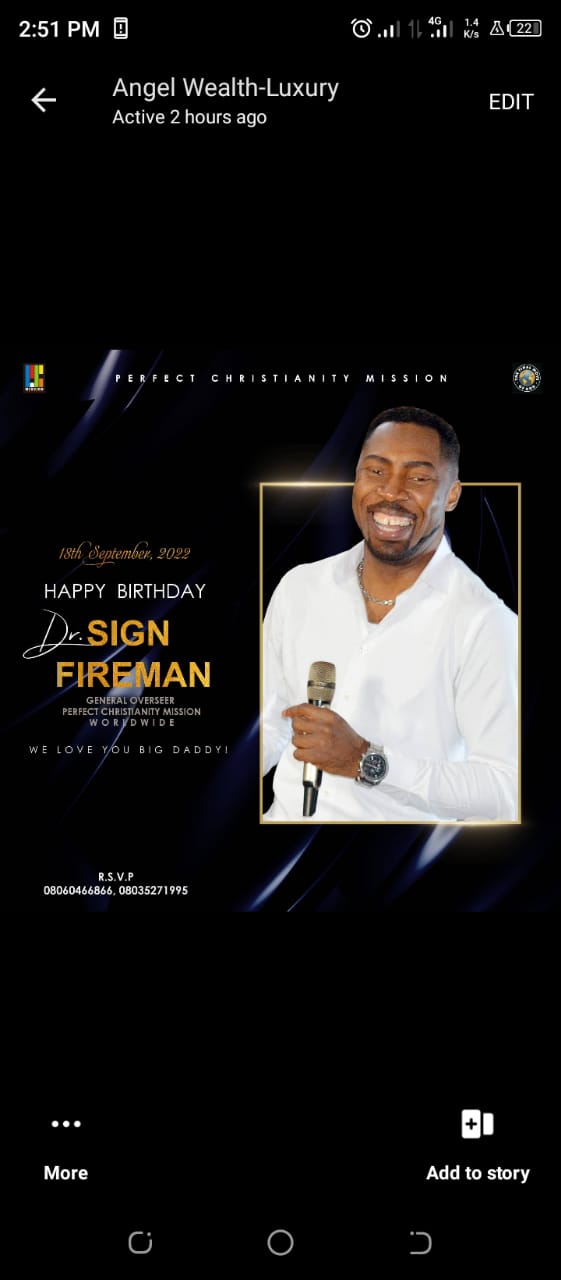 2:51 PM
4G
1.4
K/s
22
Angel Wealth-Luxury
Active 2 hours ago
EDIT
PERFECT CHRISTIANITY MISSION
18th September, 2022
HAPPY BIRTHDAY
Dr. SIGN
FIREMAN
GENERAL OVERSEER
PERFECT CHRISTIANITY MISSION
WORLDWIDE
WE LOVE YOU BIG DADDY!
R.S.V.P
08060466866, 08035271995
More
Add to story